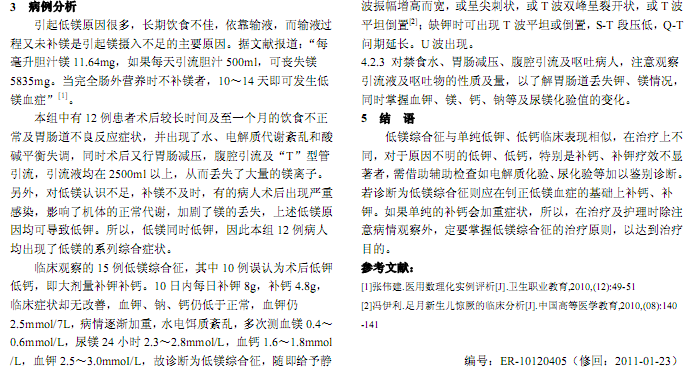 3 病例分析
引起低镁原因很多，长期饮食不佳，依靠输液，而输液过
程又未补镁是引起镁摄入不足的主要原因。据文献报道：“每
毫升胆汁镁 11.64mg，如果每天引流胆汁 500ml，可丧失镁
5835mg。当完全肠外营养时不补镁者，10～14 天即可发生低
镁血症”[1]。
本组中有 12 例患者术后较长时间及至一个月的饮食不正
常及胃肠道不良反应症状，并出现了水、电解质代谢紊乱和酸
碱平衡失调，同时术后又行胃肠减压，腹腔引流及“T”型管
引流，引流液均在 2500ml 以上，从而丢失了大量的镁离子。
另外，对低镁认识不足，补镁不及时，有的病人术后出现严重
感染，影响了机体的正常代谢，加剧了镁的丢失，上述低镁原
因均可导致低钾。所以，低镁同时低钾，因此本组 12 例病人
均出现了低镁的系列综合症状。
临床观察的 15 例低镁综合征，其中 10 例误认为术后低钾
低钙，即大剂量补钾补钙。10 日内每日补钾 8g，补钙 4.8g，
临床症状却无改善，血钾、钠、钙仍低于正常，血钾仍
2.5mmol/7L，病情逐渐加重，水电饵质紊乱，多次测血镁 0.4～
0.6mmol/L，尿镁 24 小时 2.3～2.8mmol/L，血钙 1.6～1.8mmol
/L，血钾 2.5～3.0mmol/L，故诊断为低镁综合征，随即给予静
波振幅增高而宽，或呈尖刺状，或 T 波双峰呈裂开状，或 T 波
平坦倒置[2]；缺钾时可出现 T 波平坦或倒置，S-T 段压低，Q-T
问期延长。U 波出现。
4.2.3 对禁食水、胃肠减压、腹腔引流及呕吐病人，注意观察
引流液及呕吐物的性质及量，以了解胃肠道丢失钾、镁情况，
同时掌握血钾、镁、钙、钠等及尿镁化验值的变化。
5 结 语
低镁综合征与单纯低钾、低钙临床表现相似，在治疗上不
同，对于原因不明的低钾、低钙，特别是补钙、补钾疗效不显
著者，需借助辅助检查如电解质化验、尿化验等加以鉴别诊断。
若诊断为低镁综合征则应在钊正低镁血症的基础上补钙、补
钾。如果单纯的补钙会加重症状，所以，在治疗及护理时除注
意病情观察外，定要掌握低镁综合征的治疗原则，以达到治疗
目的。
参考文献：
[1]张伟建.医用数理化实例评析[J].卫生职业教育,2010,(12):49-51
[2]冯伊利.足月新生儿惊厥的临床分析[J].中国高等医学教育,2010,(08):140
-141
编号：ER-10120405（修回：2011-01-23）